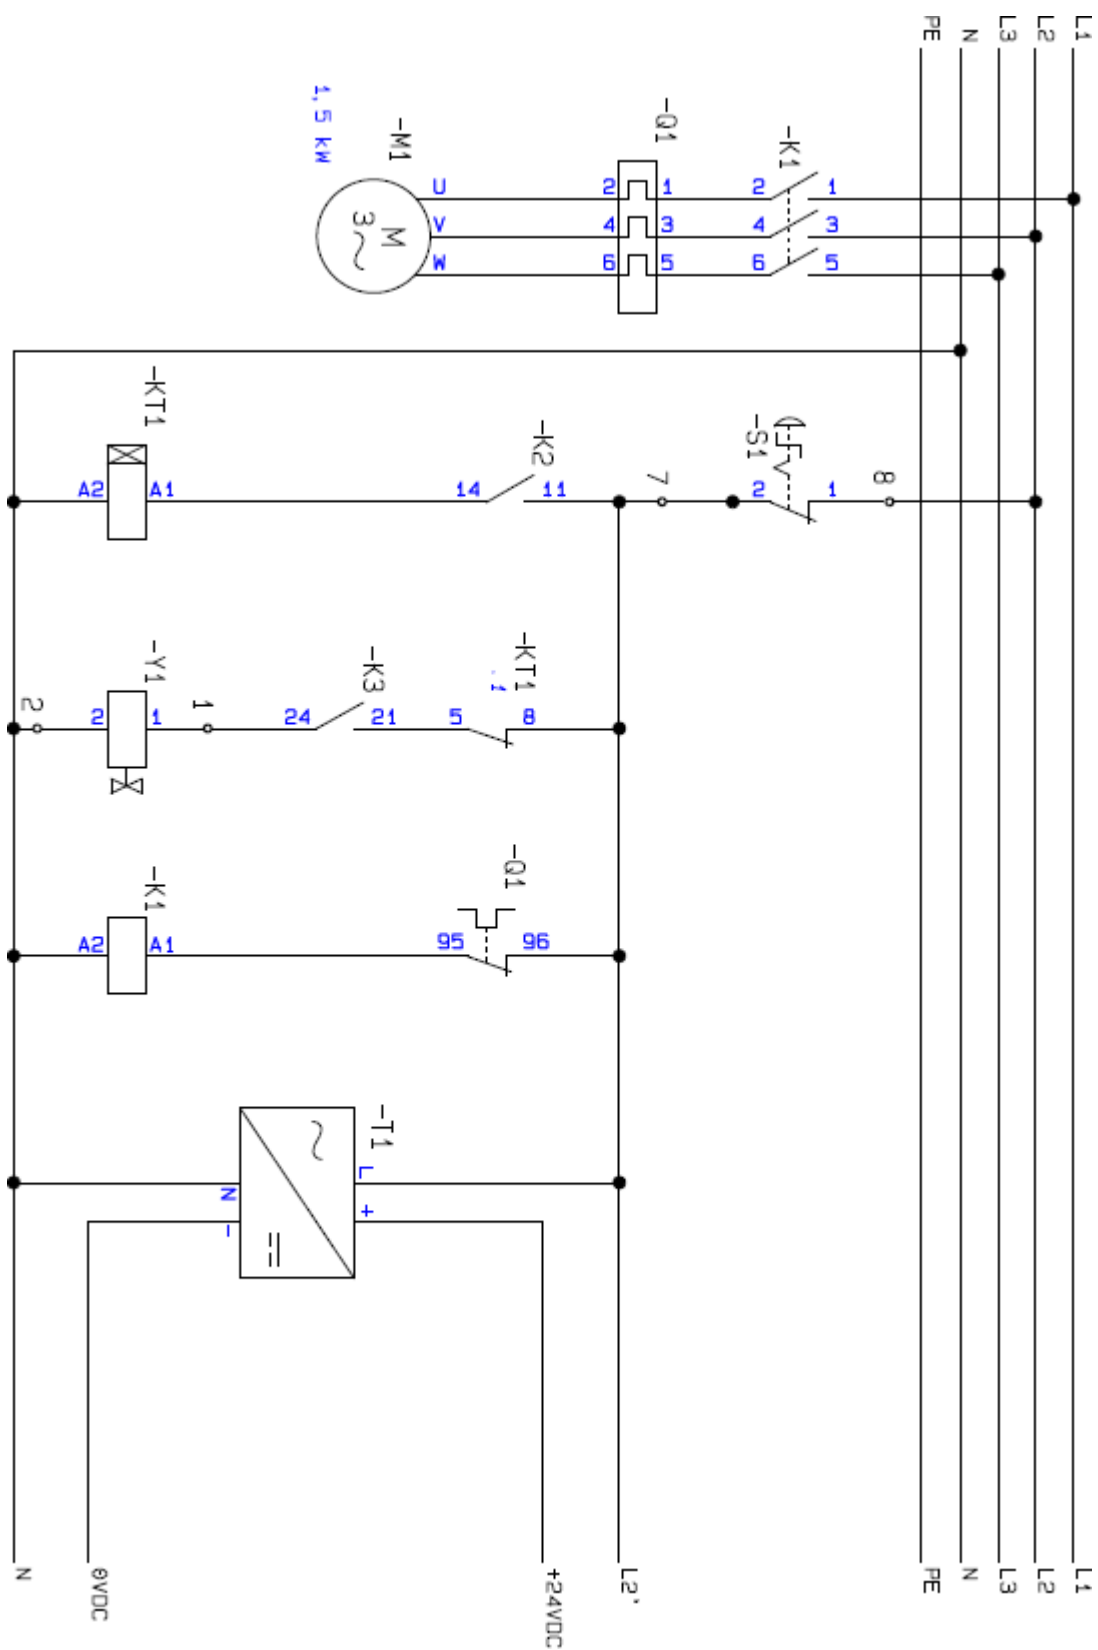 L1 L1
L2 L2
L3 L3
N N
PE PE
8
1 3 5 1
-K1 -S1
2 4 6 2
-Q1 7
1 3 5
L2'
2 4 6
+24VDC
-K2 11 -KT1 8 -Q1 96
14 5 95
-K3 21
24
-T1 L +
~
N -
-M1 U V W
M
3~
1,5 kW
1
-KT1 A1 -Y1 1 -K1 A1
A2 2 A2
0VDC
2
N